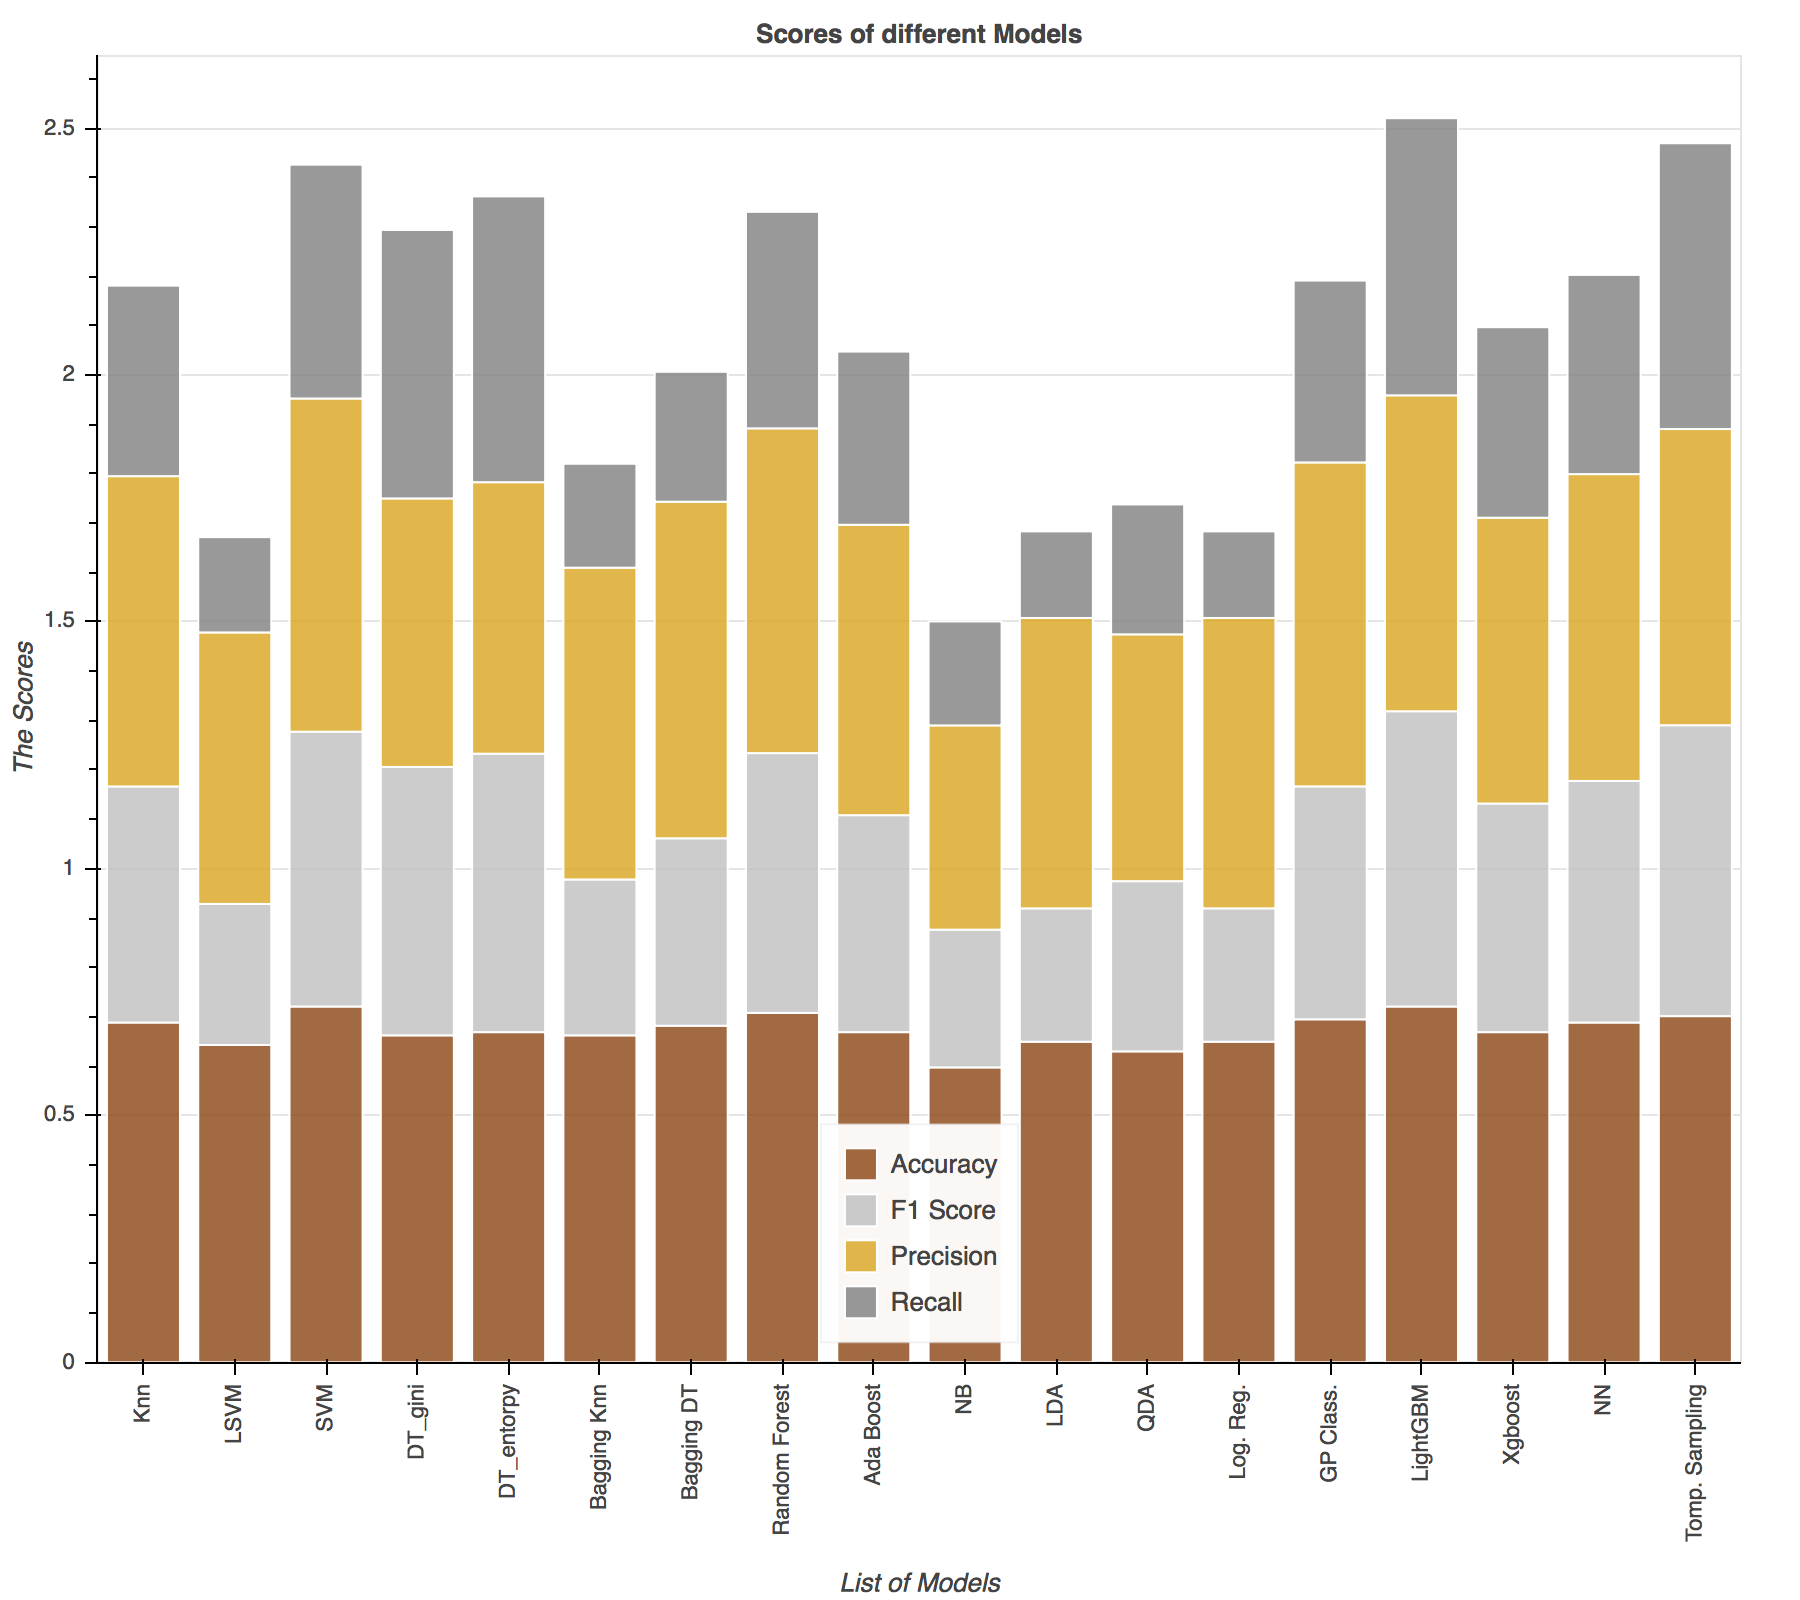 Scores of different Models
The Scores
2.5
2
1.5
1
0.5
0
Accuracy
F1 Score
Precision
Recall
Knn
LSVM
SVM
DT_gini
DT_entorpy
Bagging Knn
Bagging DT
Random Forest
Ada Boost
NB
LDA
QDA
Log. Reg.
GP Class.
LightGBM
Xgboost
NN
Tomp. Sampling
List of Models